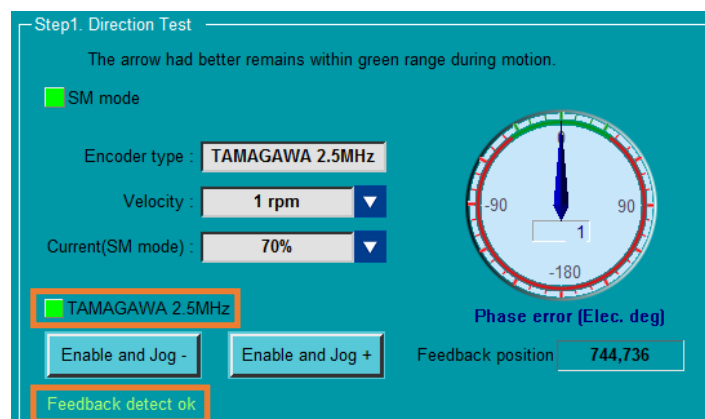 Step1. Direction Test
The arrow had better remains within green range during motion.
SM mode
Encoder type : TAMAGAWA 2.5MHz
Velocity : 1 rpm
Current(SM mode) : 70%
-90
90
1
-180
Phase error (Elec. deg)
TAMAGAWA 2.5MHz
Enable and Jog -
Enable and Jog +
Feedback position 744,736
Feedback detect ok